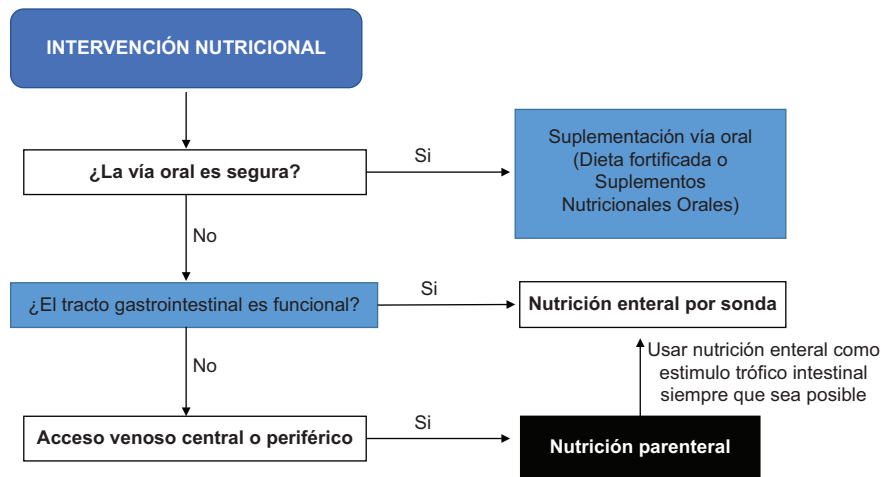 INTERVENCIÓN NUTRICIONAL
¿La vía oral es segura?
Si
Suplementación vía oral
(Dieta fortificada o
Suplementos
Nutricionales Orales)
No
¿El tracto gastrointestinal es funcional?
Si
Nutrición enteral por sonda
No
Usar nutrición enteral como
estimulo trófico intestinal
siempre que sea posible
Acceso venoso central o periférico
Si
Nutrición parenteral